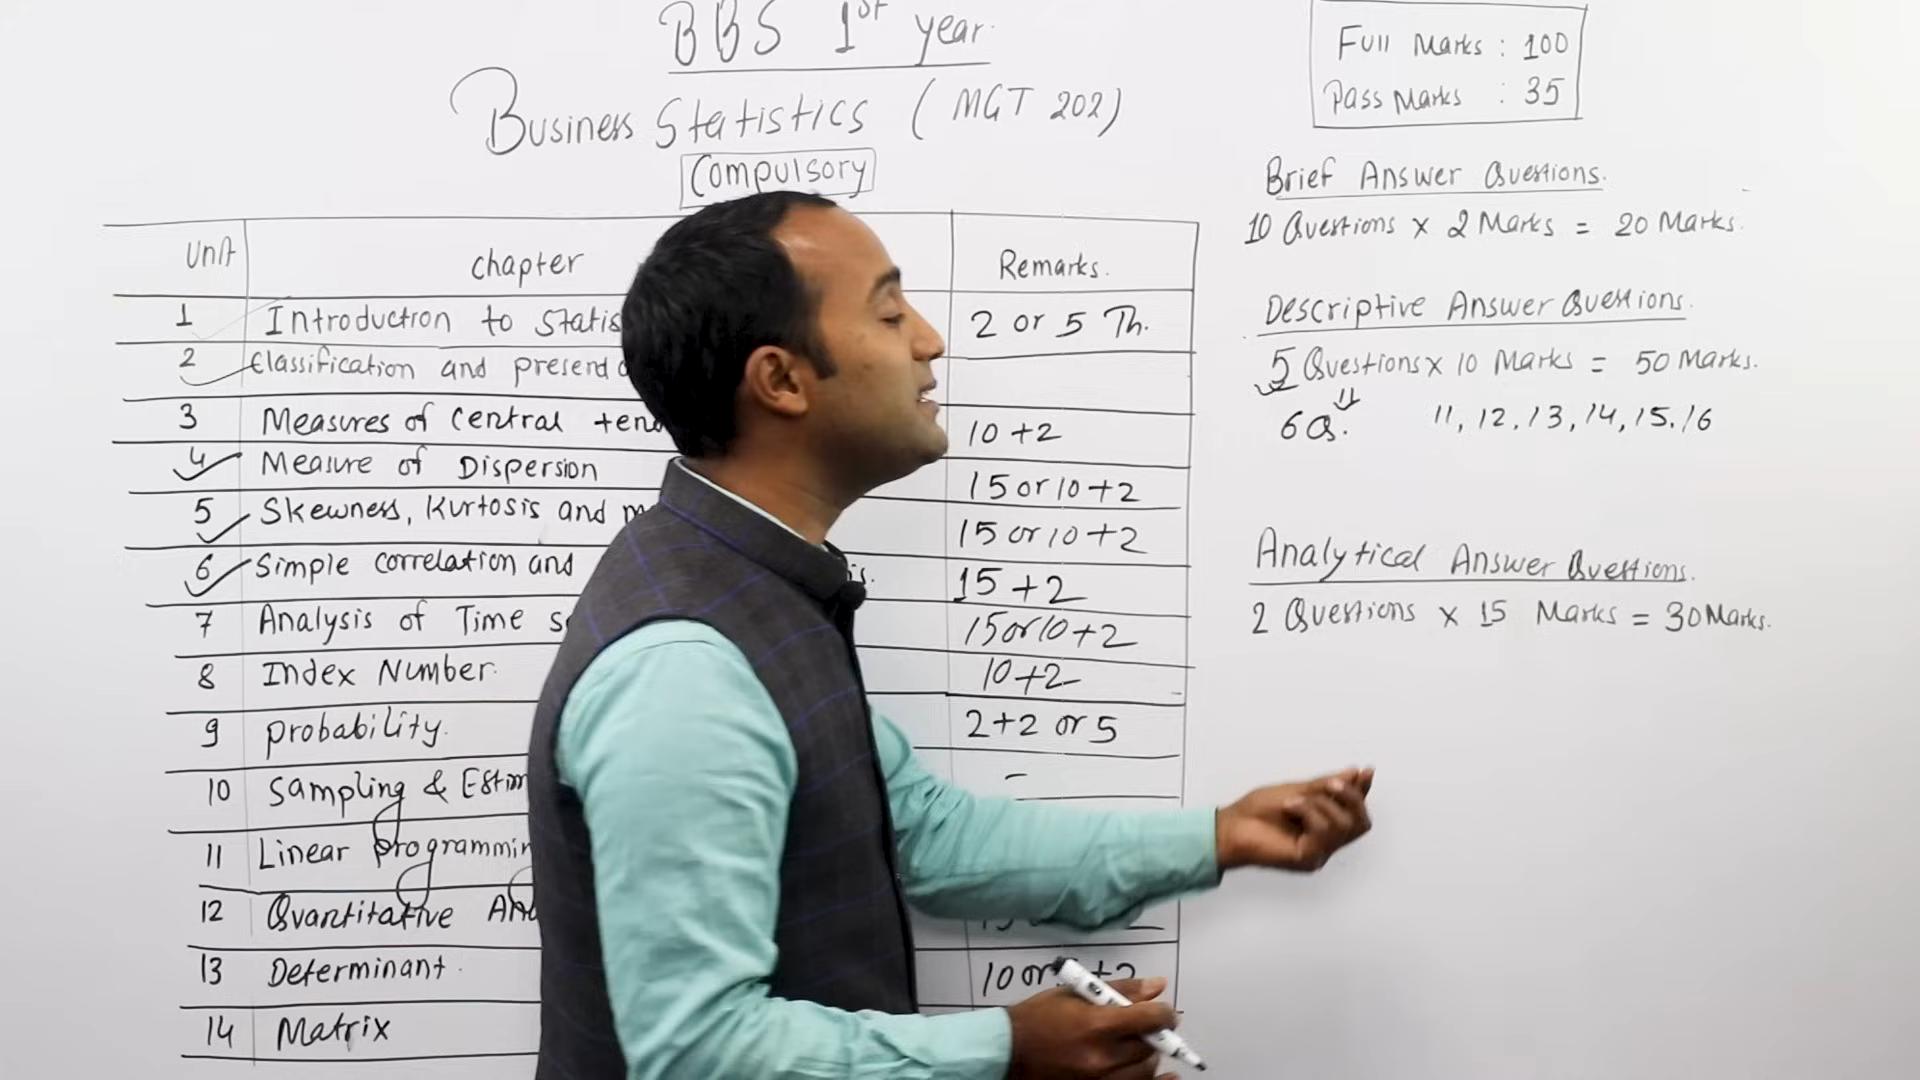 BBS 1st year.
Business Statistics ( MGT 202)
Compulsory
Full Marks : 100
Pass Marks : 35
Unit chapter Remarks.
1 Introduction to 2 or 5 Th.
2 Classification and
3 Measures of Central 10 +2
4 Measure of Dispersion 15 or 10 +2
5 Skewness, Kurtosis and 15 or 10 +2
6 Simple correlation and 15 +2
7 Analysis of Time 15 or 10 +2
8 Index Number. 10 +2
9 Probability. 2+2 or 5
10 Sampling & -
11 Linear
12 Quantitative
13 Determinant. 10 or +2
14 Matrix
Brief Answer Questions.
10 Questions x 2 Marks = 20 Marks.
Descriptive Answer Questions.
5 Questions x 10 Marks = 50 Marks.
6Q. 11, 12, 13, 14, 15. 16
Analytical Answer Questions.
2 Questions x 15 Marks = 30 Marks.